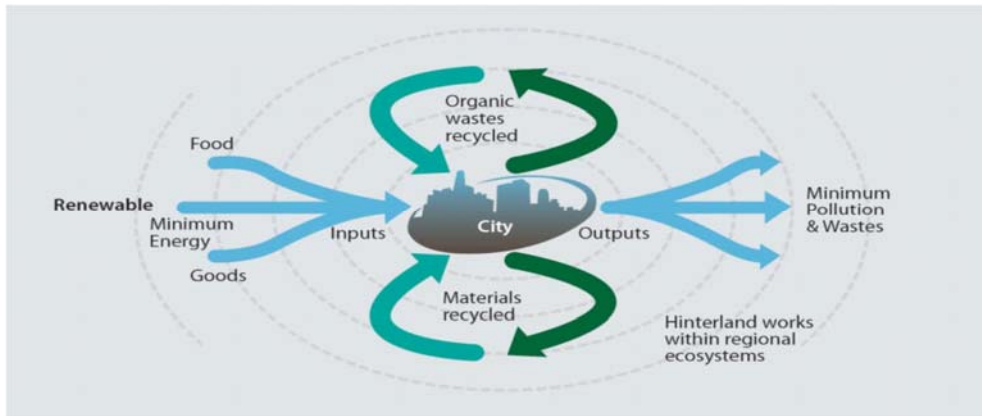 Organic
wastes
recycled
Food
Renewable
Minimum
Energy
Inputs
City
Outputs
Minimum
Pollution
& Wastes
Goods
Materials
recycled
Hinterland works
within regional
ecosystems